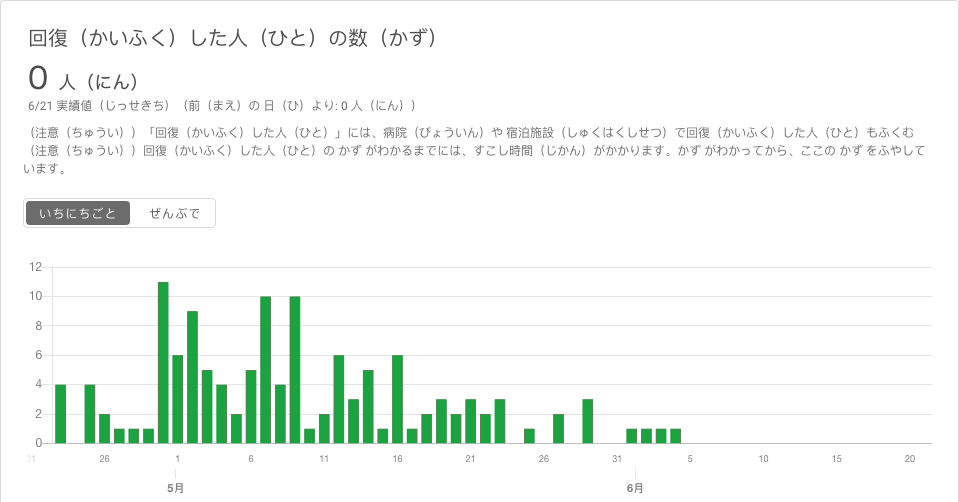 回復（かいふく）した人（ひと）の数（かず）
0 人（にん）
6/21 実績値（じっせきち）（前（まえ）の 日（ひ）より: 0 人（にん））
（注意（ちゅうい））「回復（かいふく）した人（ひと）」には、病院（びょういん）や 宿泊施設（しゅくはくしせつ）で回復（かいふく）した人（ひと）もふくむ
（注意（ちゅうい））回復（かいふく）した人（ひと）の かず がわかるまでには、すこし時間（じかん）がかかります。かず がわかってから、ここの かず をふやして
います。
いちにちごと ぜんぶで
12
10
8
6
4
2
0
21 26 1 6 11 16 21 26 31 5 10 15 20
5月 6月